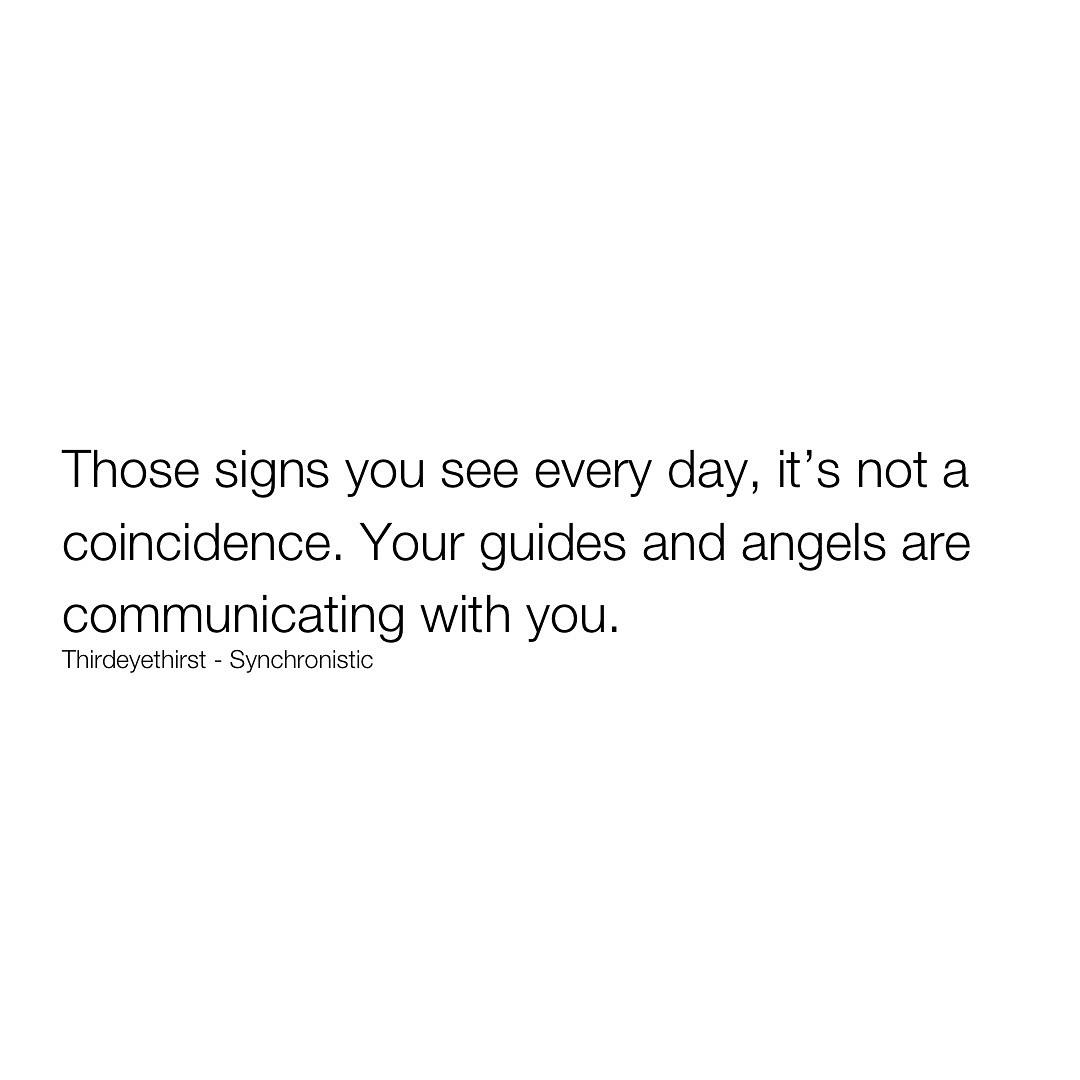 Those signs you see every day, it’s not a
coincidence. Your guides and angels are
communicating with you.
Thirdeyethirst - Synchronistic